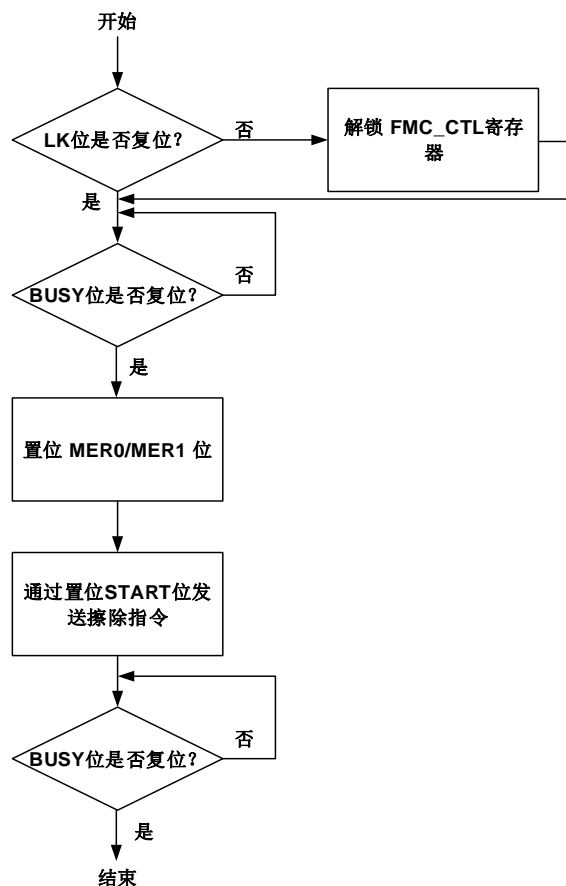 开始
LK位是否复位？
否
解锁 FMC_CTL寄存
器
是
BUSY位是否复位？
否
是
置位 MER0/MER1 位
通过置位START位发
送擦除指令
BUSY位是否复位？
否
是
结束